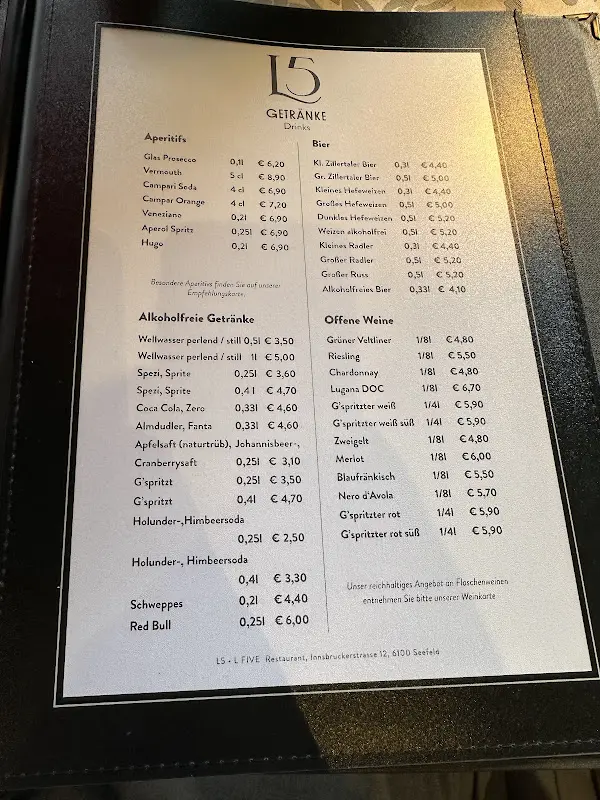 L5
GETRÄNKE
Drinks
Aperitifs
Glas Prosecco 0,1l € 6,20
Vermouth 5 cl € 8,90
Campari Soda 4 cl € 6,90
Campar Orange 4 cl € 7,20
Veneziano 0,2l € 6,90
Aperol Spritz 0,25l € 6,90
Hugo 0,2l € 6,90
Besondere Aperitivs finden Sie auf unserer
Empfehlungskarte.
Alkoholfreie Getränke
Wellwasser perlend / still 0,5l € 3,50
Wellwasser perlend / still 1l € 5,00
Spezi, Sprite 0,25l € 3,60
Spezi, Sprite 0,4 l € 4,70
Coca Cola, Zero 0,33l € 4,60
Almdudler, Fanta 0,33l € 4,60
Apfelsaft (naturtrüb), Johannisbeer-,
Cranberrysaft 0,25l € 3,10
G'spritzt 0,25l € 3,50
G'spritzt 0,4l € 4,70
Holunder-,Himbeersoda
0,25l € 2,50
Holunder-, Himbeersoda
0,4l € 3,30
Schweppes 0,2l € 4,40
Red Bull 0,25l € 6,00
Bier
Kl. Zillertaler Bier 0,3l €4,40
Gr. Zillertaler Bier 0,5l € 5,00
Kleines Hefeweizen 0,3l € 4,40
Großes Hefeweizen 0,5l € 5,00
Dunkles Hefeweizen 0,5l € 5,20
Weizen alkoholfrei 0,5l € 5,20
Kleines Radler 0,3l € 4,40
Großer Radler 0,5l € 5,20
Großer Russ 0,5l € 5,20
Alkoholfreies Bier 0,33l € 4,10
Offene Weine
Grüner Veltliner 1/8l €4,80
Riesling 1/8l €5,50
Chardonnay 1/8l €4,80
Lugana DOC 1/8l € 6,70
G'spritzter weiß 1/4l €5,90
G'spritzter weiß süß 1/4l €5,90
Zweigelt 1/8l €4,80
Merlot 1/8l €6,00
Blaufränkisch 1/8l €5,50
Nero d'Avola 1/8l €5,70
G'spritzter rot 1/4l €5,90
G'spritzter rot süß 1/4l €5,90
Unser reichhaltiges Angebot an Flaschenweinen
entnehmen Sie bitte unserer Weinkarte
L5 • L FIVE Restaurant, Innsbruckerstrasse 12, 6100 Seefeld